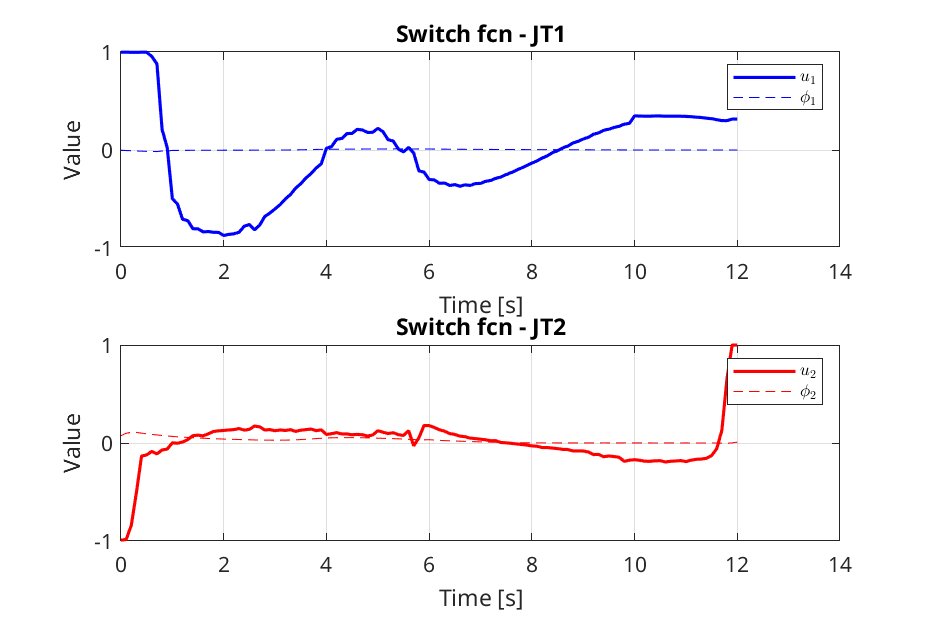 Switch fcn - JT1
1
0
-1
Value
u₁
ϕ₁
0 2 4 6 8 10 12 14
Time [s]
Switch fcn - JT2
1
0
-1
Value
u₂
ϕ₂
0 2 4 6 8 10 12 14
Time [s]